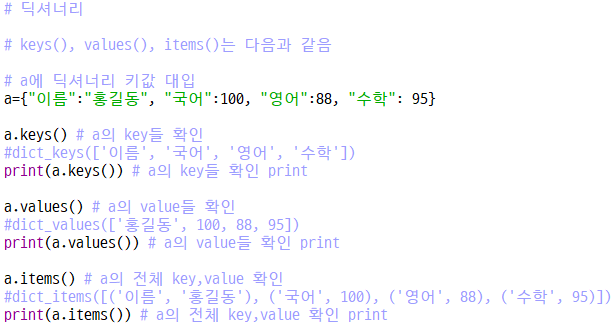 # 딕셔너리
# keys(), values(), items()는 다음과 같음
# a에 딕셔너리 키값 대입
a={"이름":"홍길동", "국어":100, "영어":88, "수학": 95}
a.keys() # a의 key들 확인
#dict_keys(['이름', '국어', '영어', '수학'])
print(a.keys()) # a의 key들 확인 print
a.values() # a의 value들 확인
#dict_values(['홍길동', 100, 88, 95])
print(a.values()) # a의 value들 확인 print
a.items() # a의 전체 key,value 확인
#dict_items([('이름', '홍길동'), ('국어', 100), ('영어', 88), ('수학', 95)])
print(a.items()) # a의 전체 key,value 확인 print